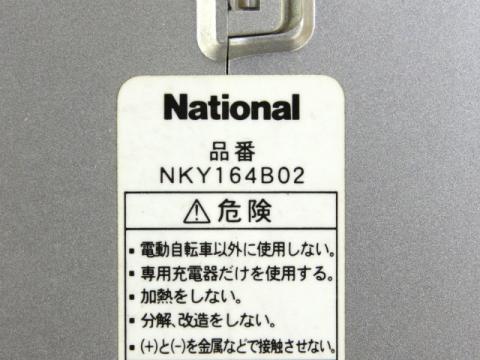 National
品番
NKY164B02
⚠危険
▪電動自転車以外に使用しない。
▪専用充電器だけを使用する。
▪加熱をしない。
▪分解、改造をしない。
▪(+)と(-)を金属などで接触させない。